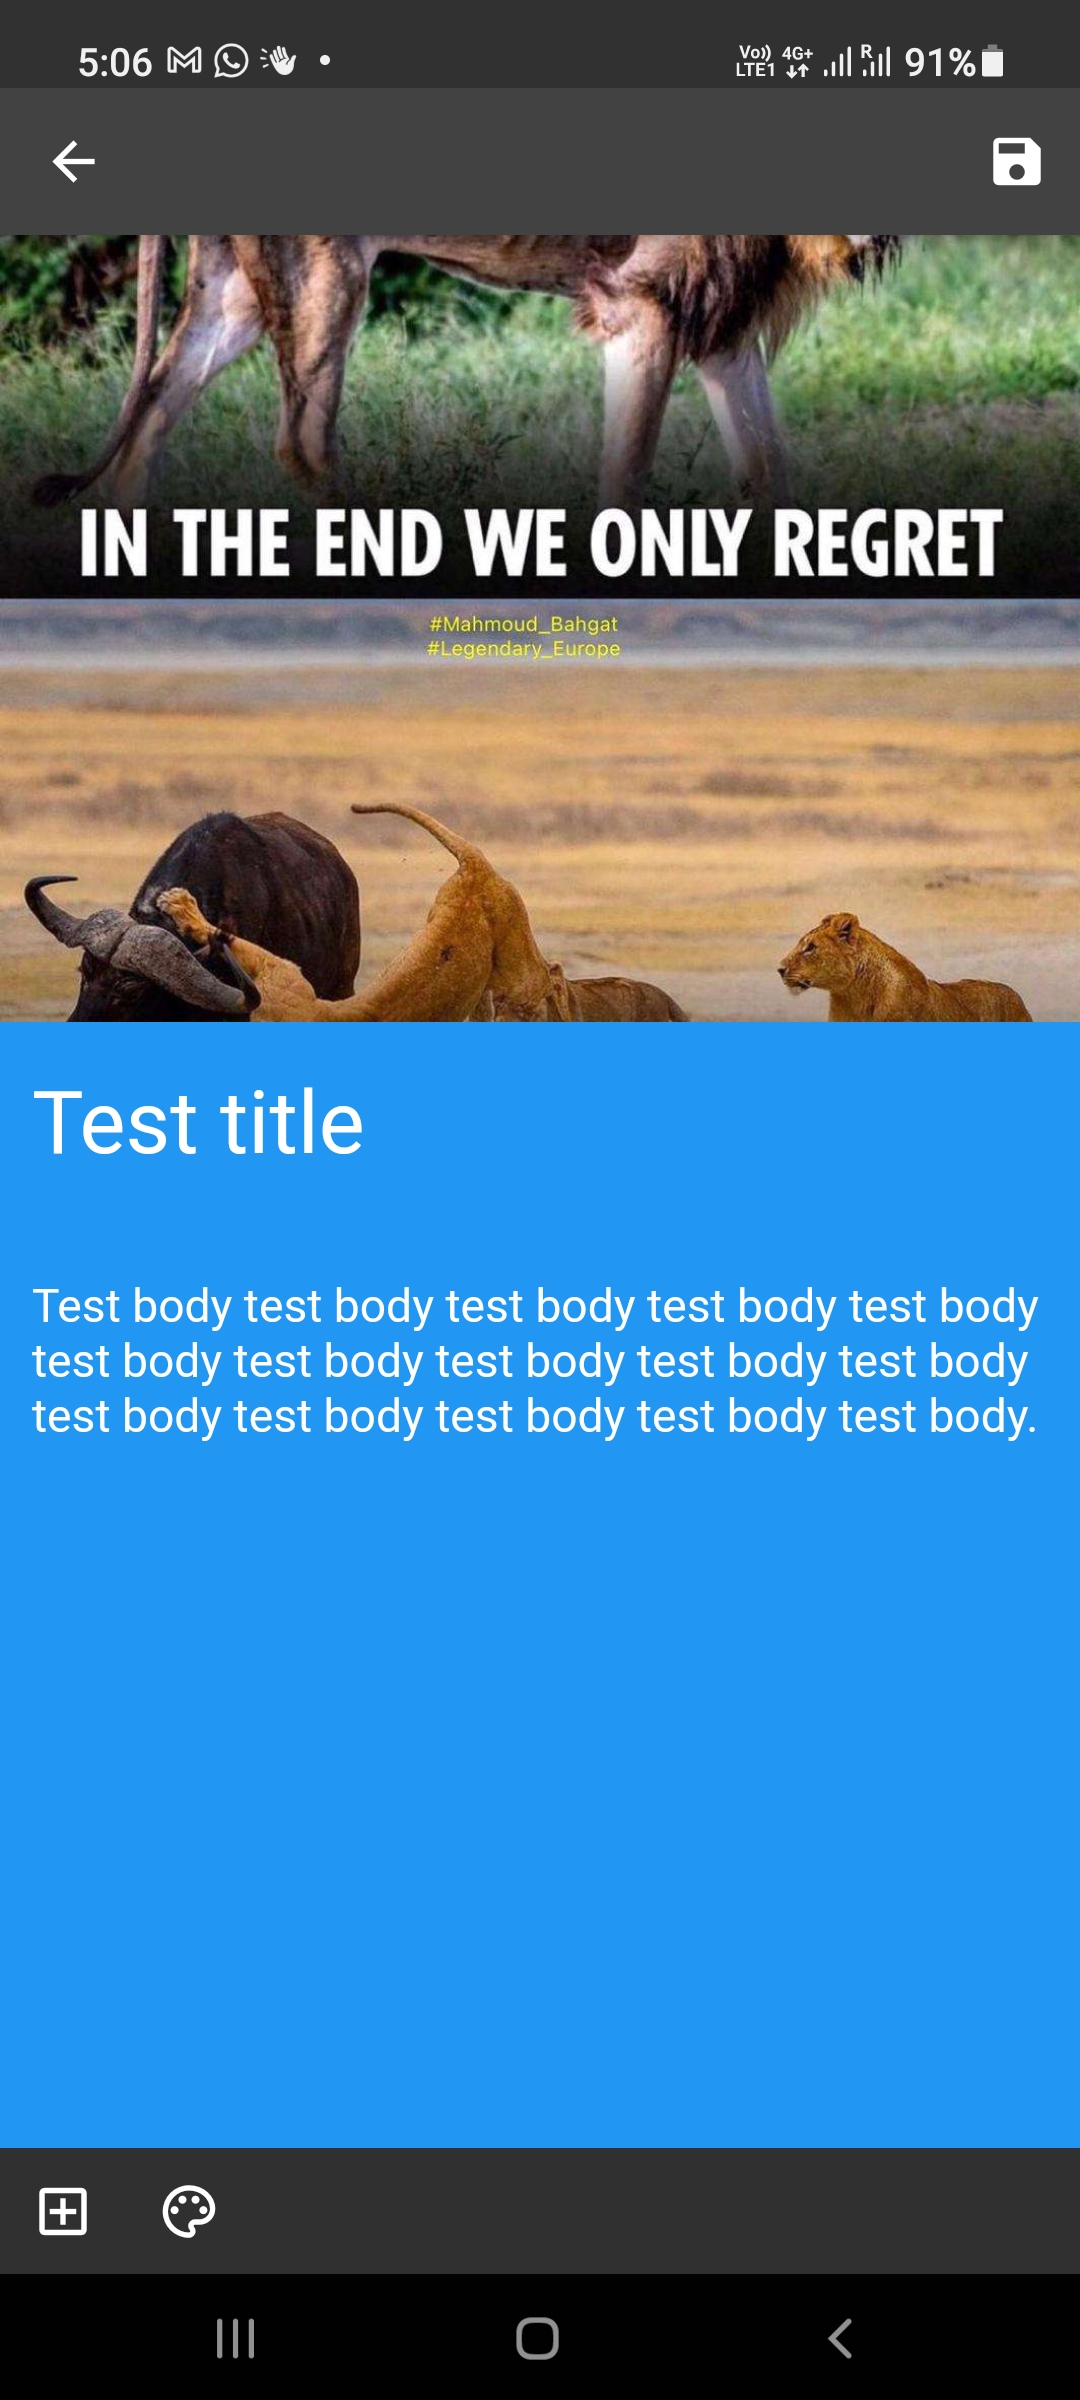 5:06
Vo)) 4G+ R 91%
LTE1
IN THE END WE ONLY REGRET
#Mahmoud_Bahgat
#Legendary_Europe
Test title
Test body test body test body test body test body
test body test body test body test body test body
test body test body test body test body test body.